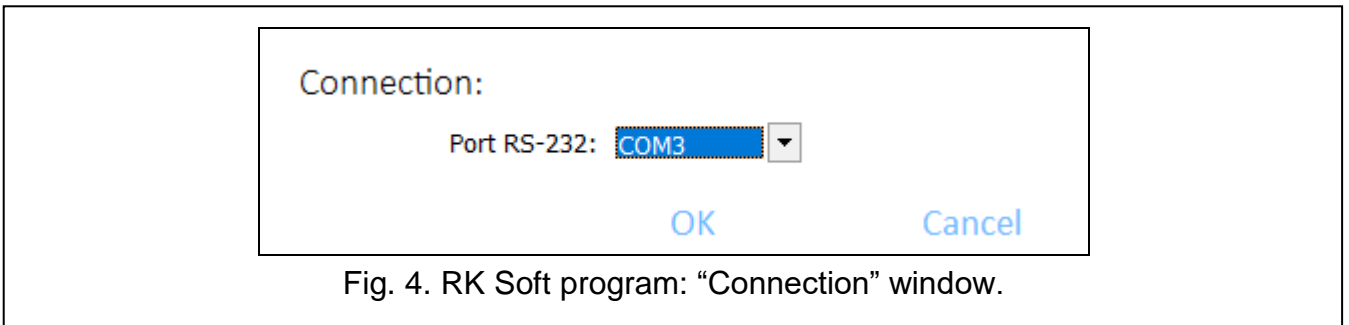 Connection:
Port RS-232: COM3
OK Cancel
Fig. 4. RK Soft program: “Connection” window.